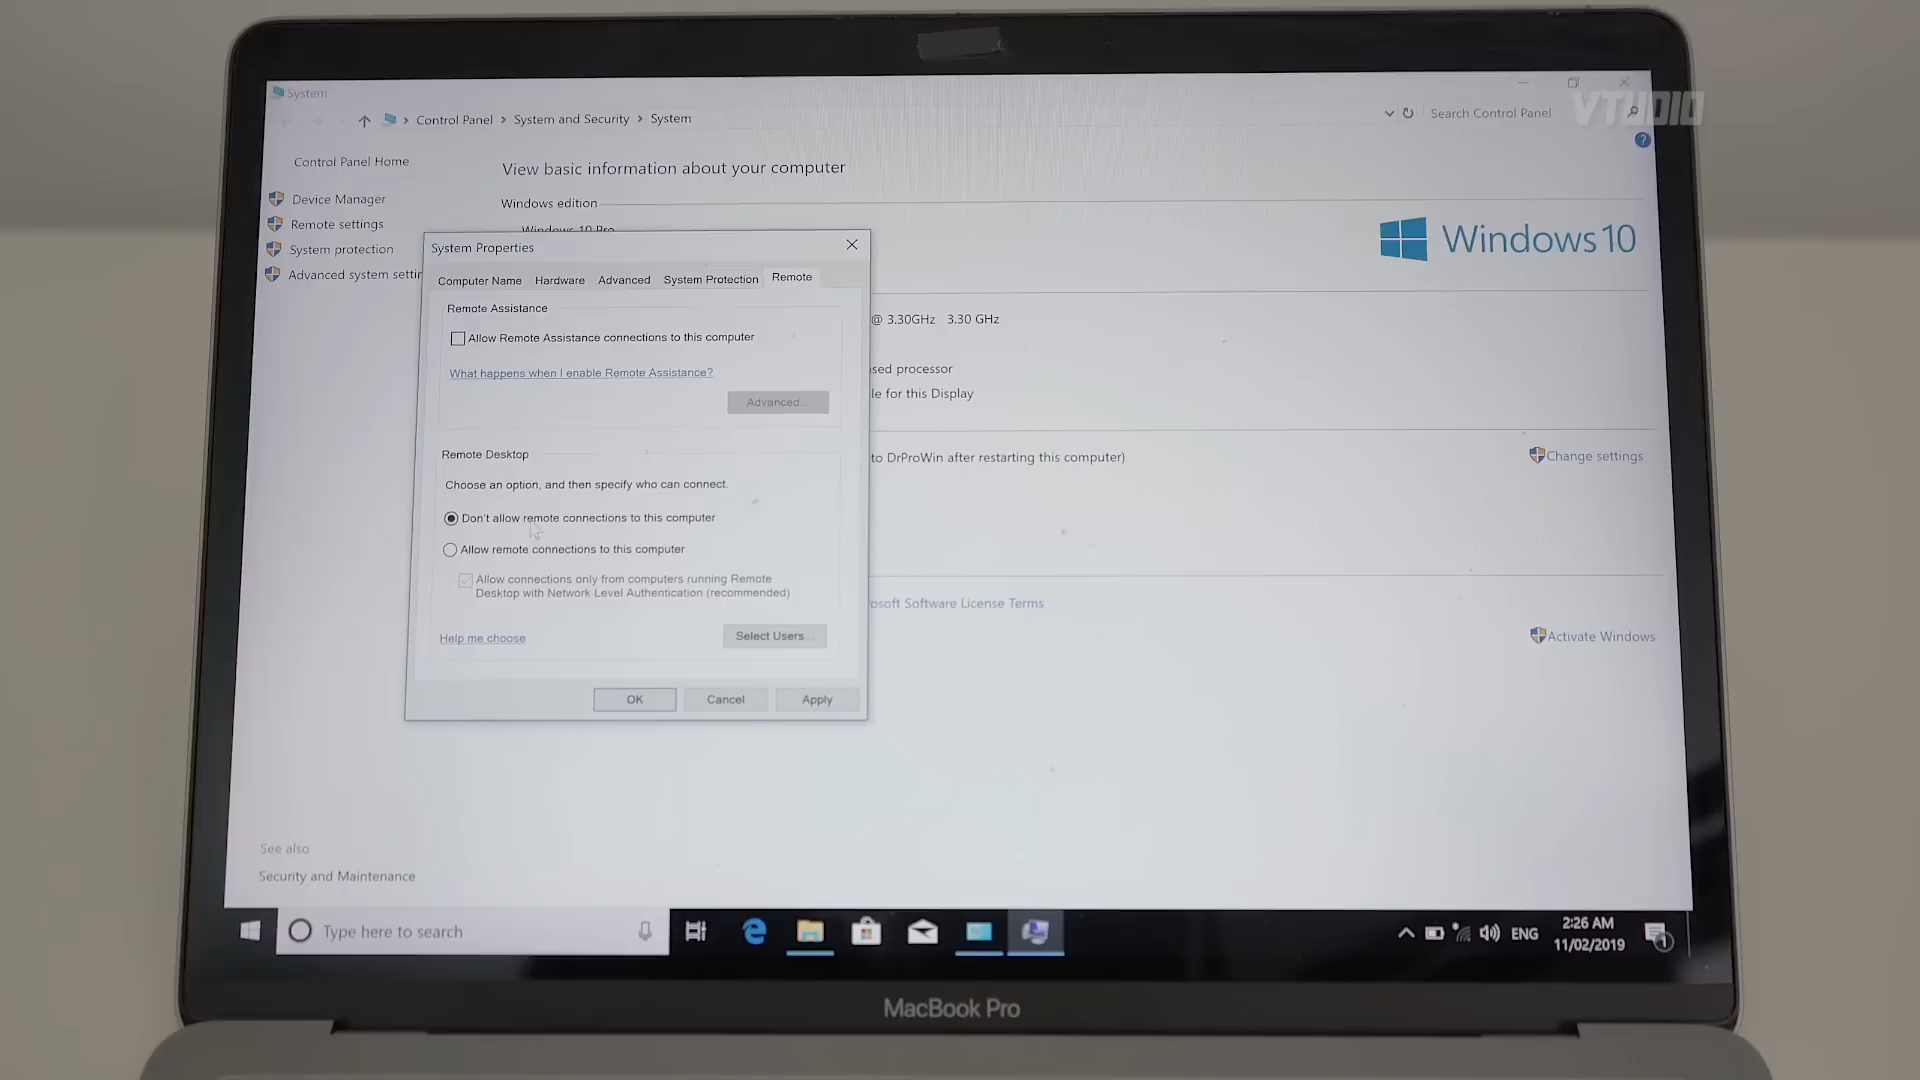 System
VTUDIO
Control Panel > System and Security > System
Search Control Panel
Control Panel Home
Device Manager
Remote settings
System protection
Advanced system settin
View basic information about your computer
Windows edition
Windows 10 Pro
Windows 10
System Properties
Computer Name Hardware Advanced System Protection Remote
Remote Assistance
Allow Remote Assistance connections to this computer
What happens when I enable Remote Assistance?
Advanced...
Remote Desktop
Choose an option, and then specify who can connect.
Don't allow remote connections to this computer
Allow remote connections to this computer
Allow connections only from computers running Remote
Desktop with Network Level Authentication (recommended)
Help me choose
Select Users...
OK Cancel Apply
@ 3.30GHz 3.30 GHz
sed processor
le for this Display
to DrProWin after restarting this computer)
Change settings
osoft Software License Terms
Activate Windows
See also
Security and Maintenance
Type here to search
ENG
2:26 AM
11/02/2019
1
MacBook Pro